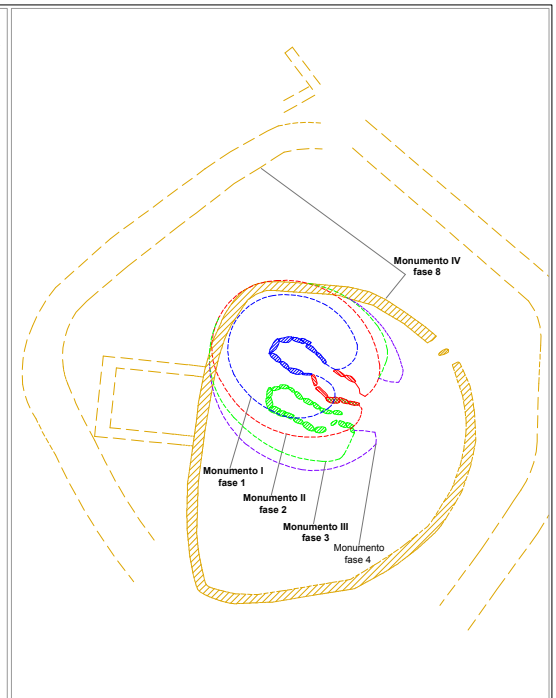 Monumento IV
fase 8
Monumento I
fase 1
Monumento II
fase 2
Monumento III
fase 3
Monumento
fase 4